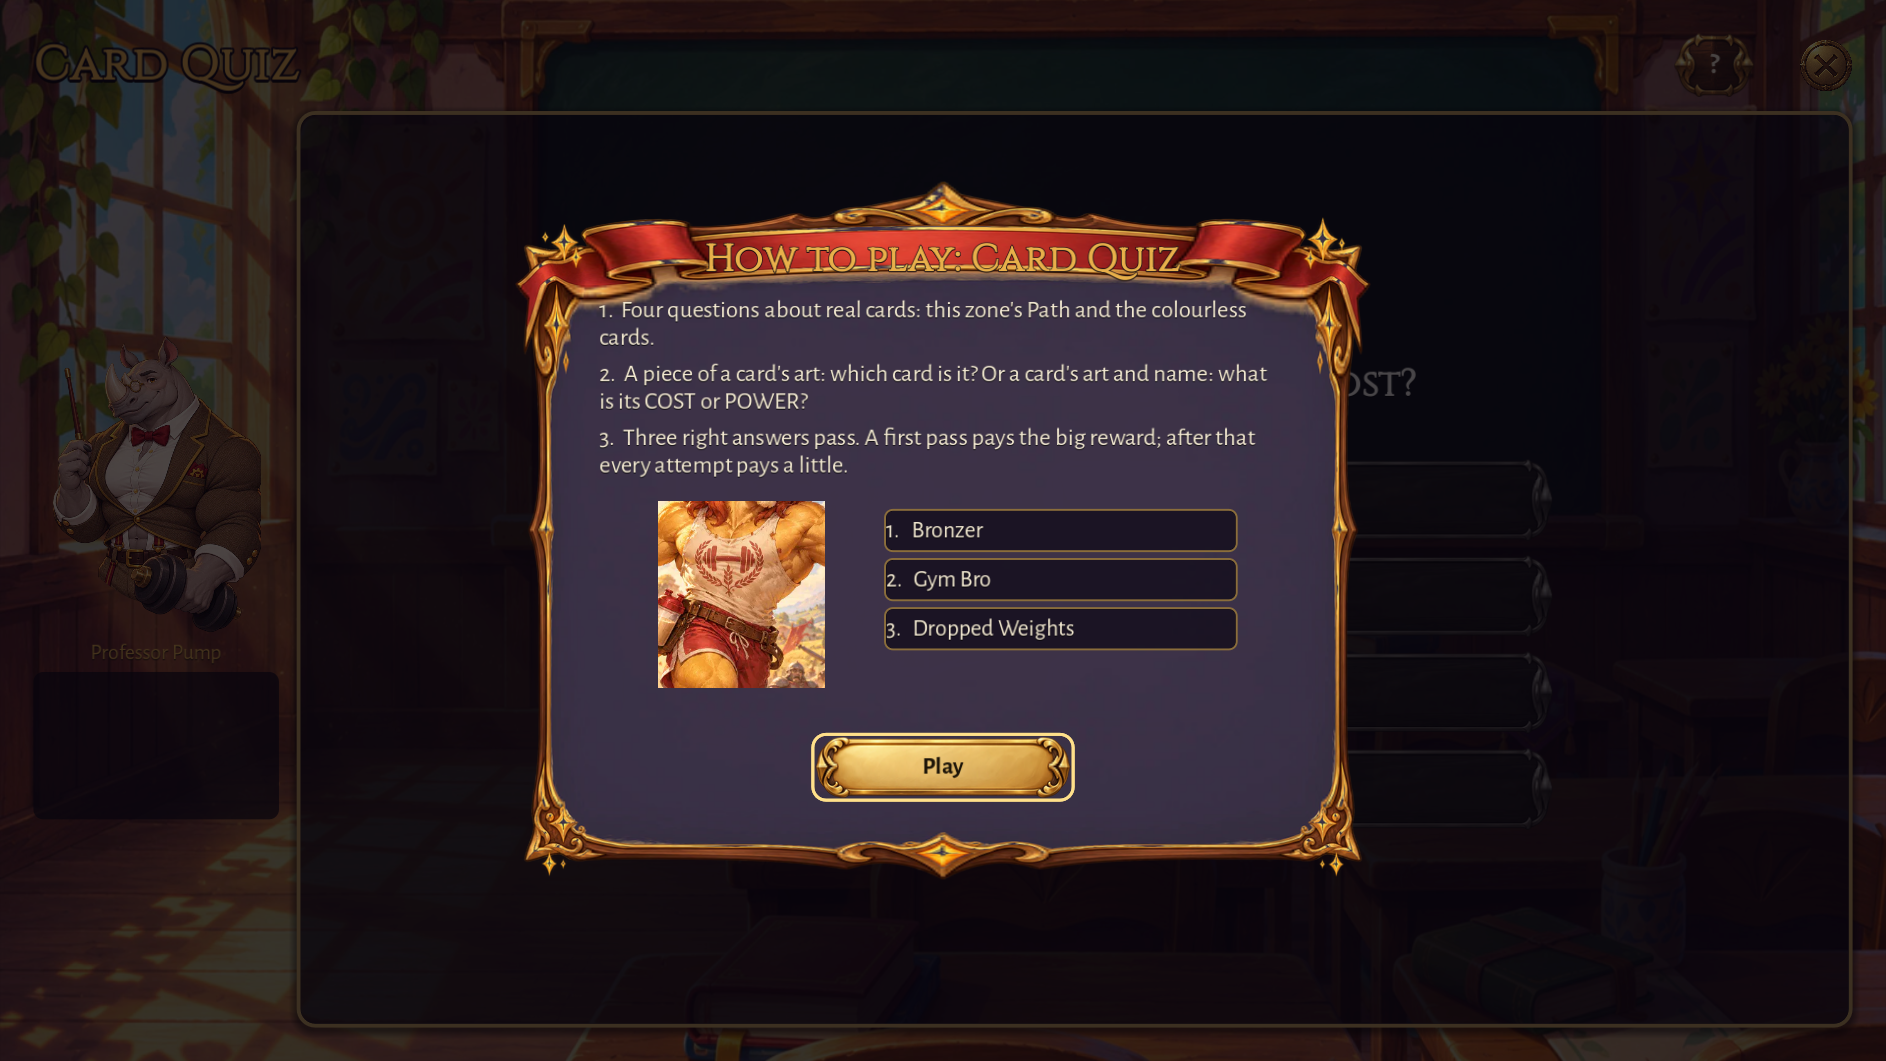 Card Quiz
?
How to play: Card Quiz
1. Four questions about real cards: this zone's Path and the colourless
cards.
2. A piece of a card's art: which card is it? Or a card's art and name: what
is its COST or POWER?
3. Three right answers pass. A first pass pays the big reward; after that
every attempt pays a little.
OST?
1. Bronzer
2. Gym Bro
3. Dropped Weights
Professor Pump
Play